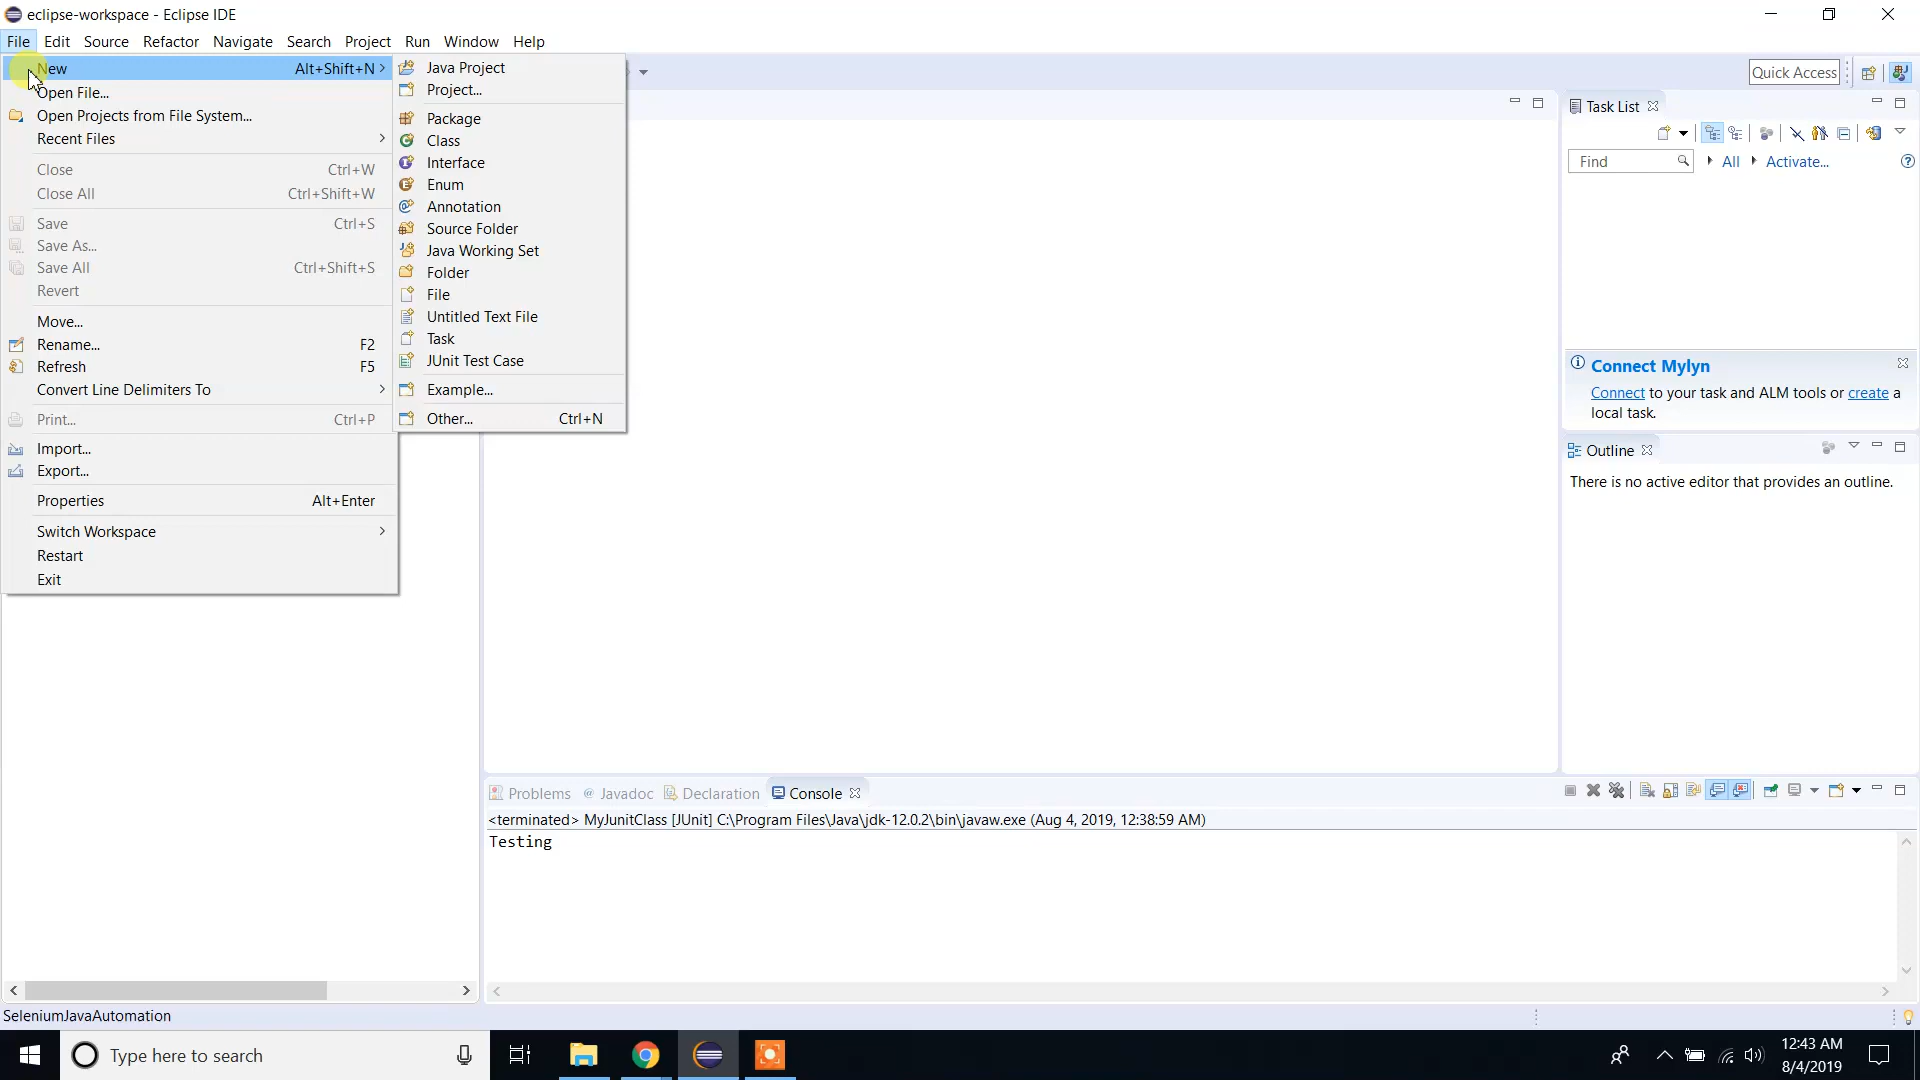 eclipse-workspace - Eclipse IDE
File Edit Source Refactor Navigate Search Project Run Window Help
New Alt+Shift+N
Open File...
Open Projects from File System...
Recent Files
Close Ctrl+W
Close All Ctrl+Shift+W
Save Ctrl+S
Save As...
Save All Ctrl+Shift+S
Revert
Move...
Rename... F2
Refresh F5
Convert Line Delimiters To
Print... Ctrl+P
Import...
Export...
Properties Alt+Enter
Switch Workspace
Restart
Exit
Java Project
Project...
Package
Class
Interface
Enum
Annotation
Source Folder
Java Working Set
Folder
File
Untitled Text File
Task
JUnit Test Case
Example...
Other... Ctrl+N
Quick Access
Task List
Find All Activate...
Connect Mylyn
Connect to your task and ALM tools or create a
local task.
Outline
There is no active editor that provides an outline.
Problems Javadoc Declaration Console
<terminated> MyJunitClass [JUnit] C:\Program Files\Java\jdk-12.0.2\bin\javaw.exe (Aug 4, 2019, 12:38:59 AM)
Testing
SeleniumJavaAutomation
Type here to search
12:43 AM
8/4/2019